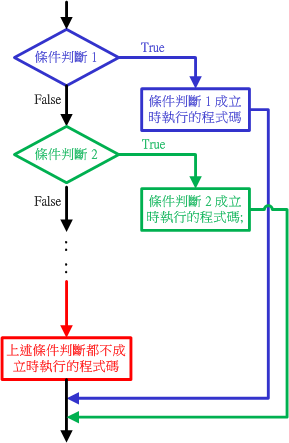 True
條件判斷 1
False
條件判斷 1 成立
時執行的程式碼
True
條件判斷 2
False
條件判斷 2 成立
時執行的程式碼;
上述條件判斷都不成
立時執行的程式碼